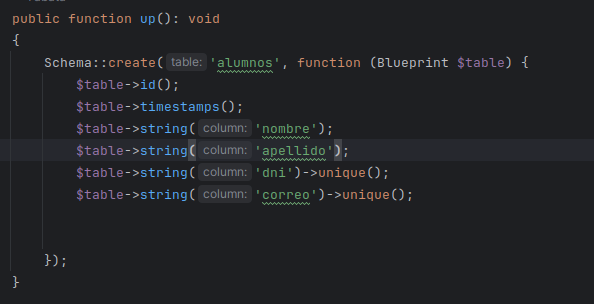 public function up(): void
{
Schema::create( table: 'alumnos', function (Blueprint $table) {
$table->id();
$table->timestamps();
$table->string( column: 'nombre');
$table->string( column: 'apellido');
$table->string( column: 'dni')->unique();
$table->string( column: 'correo')->unique();
});
}